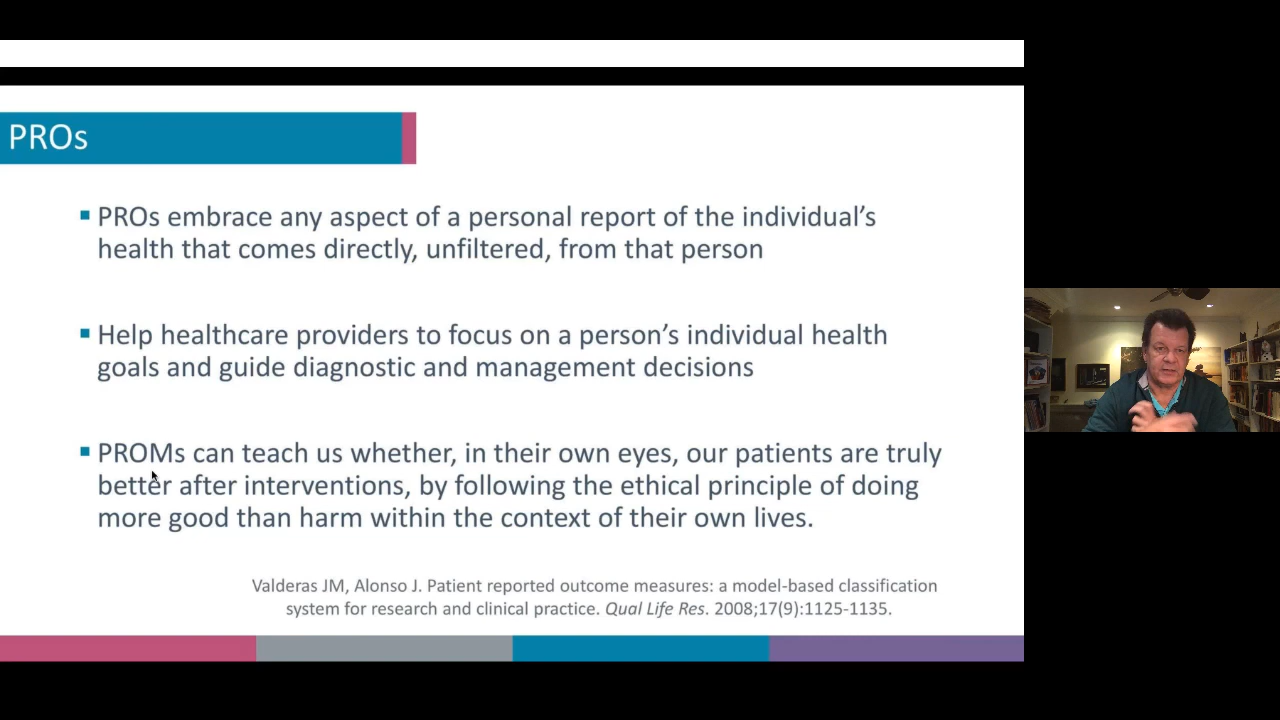 PROs
▪ PROs embrace any aspect of a personal report of the individual’s
health that comes directly, unfiltered, from that person
▪ Help healthcare providers to focus on a person’s individual health
goals and guide diagnostic and management decisions
▪ PROMs can teach us whether, in their own eyes, our patients are truly
better after interventions, by following the ethical principle of doing
more good than harm within the context of their own lives.
Valderas JM, Alonso J. Patient reported outcome measures: a model-based classification
system for research and clinical practice. Qual Life Res. 2008;17(9):1125-1135.